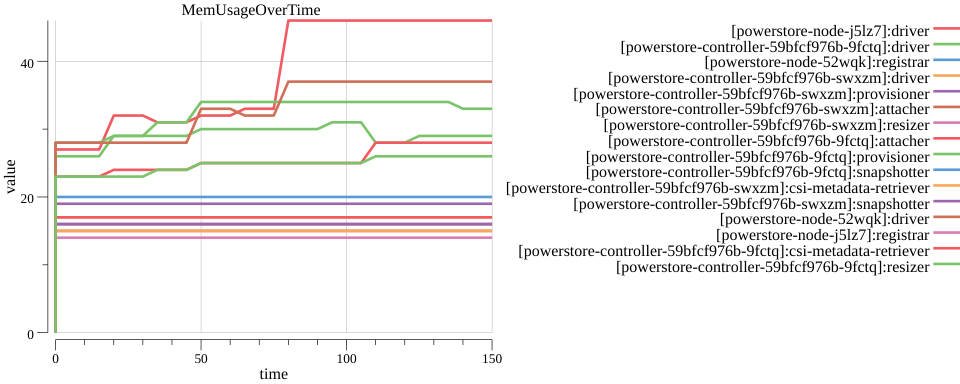 MemUsageOverTime
value
40
20
0
0
50
100
150
time
[powerstore-node-j5lz7]:driver
[powerstore-controller-59bfcf976b-9fctq]:driver
[powerstore-node-52wqk]:registrar
[powerstore-controller-59bfcf976b-swxzm]:driver
[powerstore-controller-59bfcf976b-swxzm]:provisioner
[powerstore-controller-59bfcf976b-swxzm]:attacher
[powerstore-controller-59bfcf976b-swxzm]:resizer
[powerstore-controller-59bfcf976b-9fctq]:attacher
[powerstore-controller-59bfcf976b-9fctq]:provisioner
[powerstore-controller-59bfcf976b-9fctq]:snapshotter
[powerstore-controller-59bfcf976b-swxzm]:csi-metadata-retriever
[powerstore-controller-59bfcf976b-swxzm]:snapshotter
[powerstore-node-52wqk]:driver
[powerstore-node-j5lz7]:registrar
[powerstore-controller-59bfcf976b-9fctq]:csi-metadata-retriever
[powerstore-controller-59bfcf976b-9fctq]:resizer